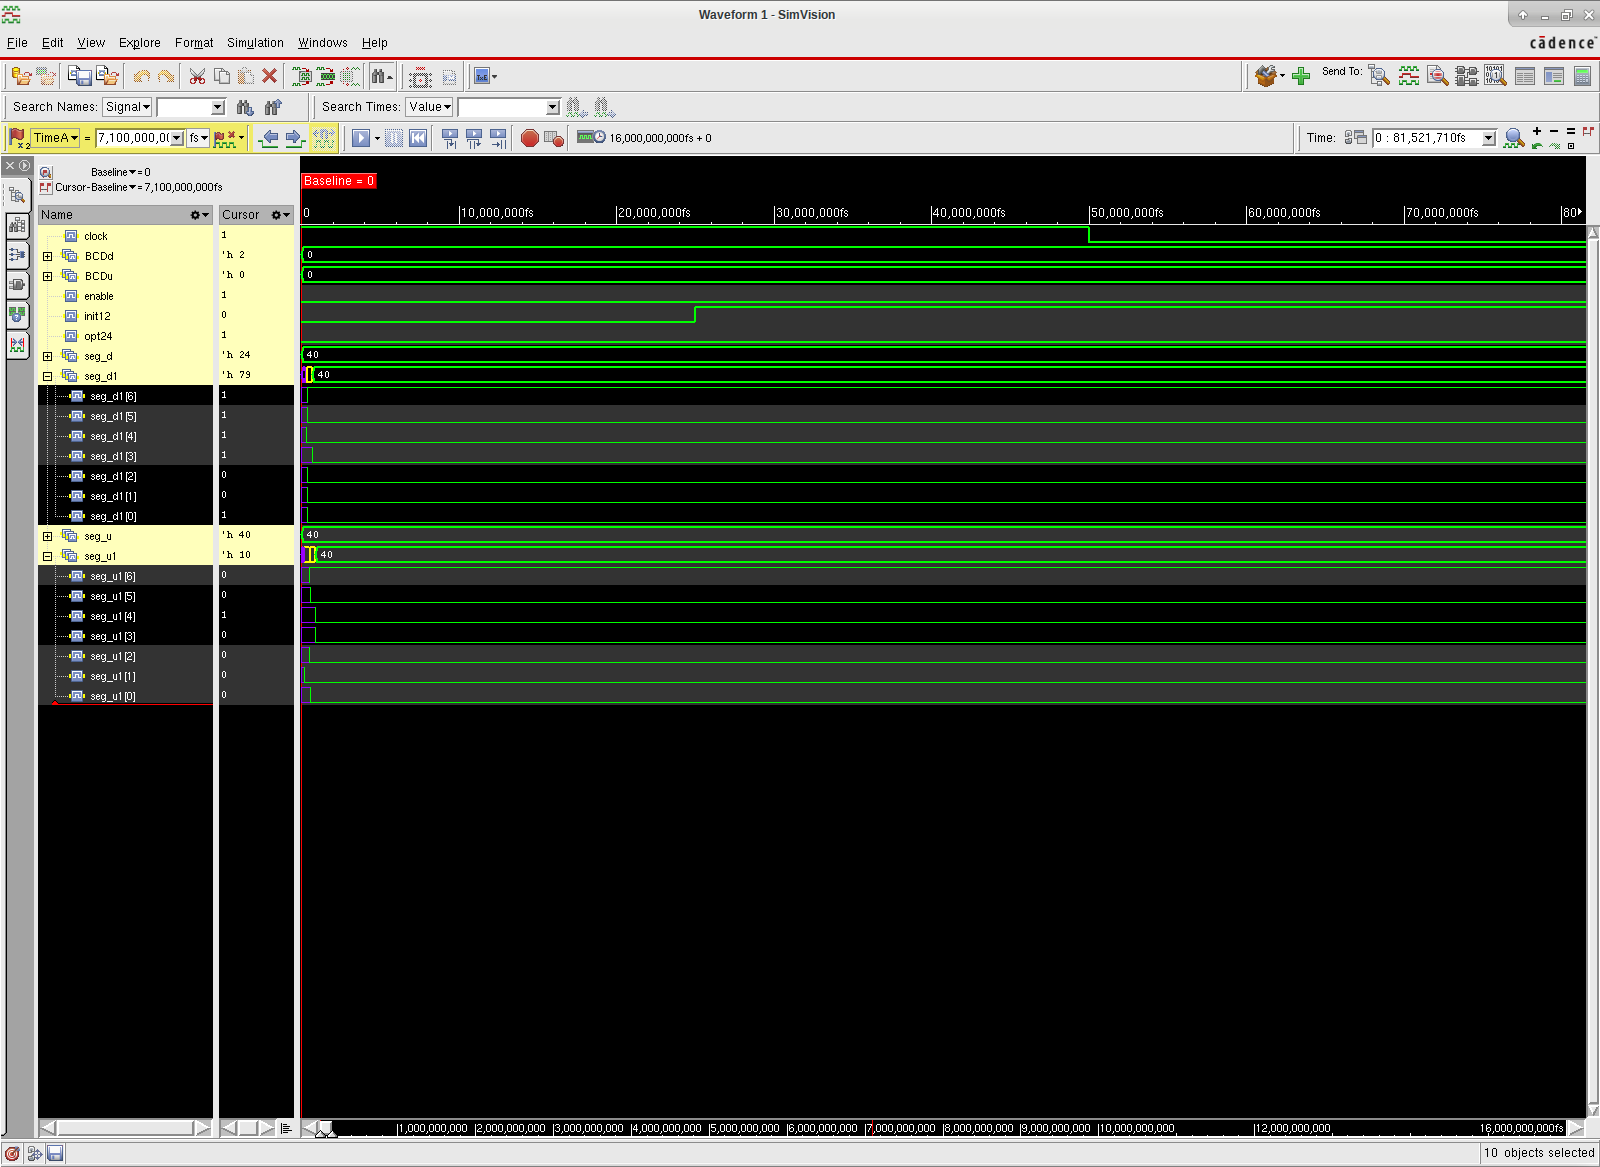 Waveform 1 - SimVision
File Edit View Explore Format Simulation Windows Help
cādence
Send To:
Search Names: Signal Search Times: Value
TimeA = 7,100,000,0( fs 16,000,000,000fs + 0 Time: 0 : 81,521,710fs
Baseline = 0
Cursor-Baseline = 7,100,000,000fs
Baseline = 0
Name Cursor 0 10,000,000fs 20,000,000fs 30,000,000fs 40,000,000fs 50,000,000fs 60,000,000fs 70,000,000fs 80
clock 1
BCDd 'h 2 0
BCDu 'h 0 0
enable 1
init12 0
opt24 1
seg_d 'h 24 40
seg_d1 'h 79 40
seg_d1[6] 1
seg_d1[5] 1
seg_d1[4] 1
seg_d1[3] 1
seg_d1[2] 0
seg_d1[1] 0
seg_d1[0] 1
seg_u 'h 40 40
seg_u1 'h 10 40
seg_u1[6] 0
seg_u1[5] 0
seg_u1[4] 1
seg_u1[3] 0
seg_u1[2] 0
seg_u1[1] 0
seg_u1[0] 0
1,000,000,000 2,000,000,000 3,000,000,000 4,000,000,000 5,000,000,000 6,000,000,000 7,000,000,000 8,000,000,000 9,000,000,000 10,000,000,000 12,000,000,000 16,000,000,000fs
10 objects selected